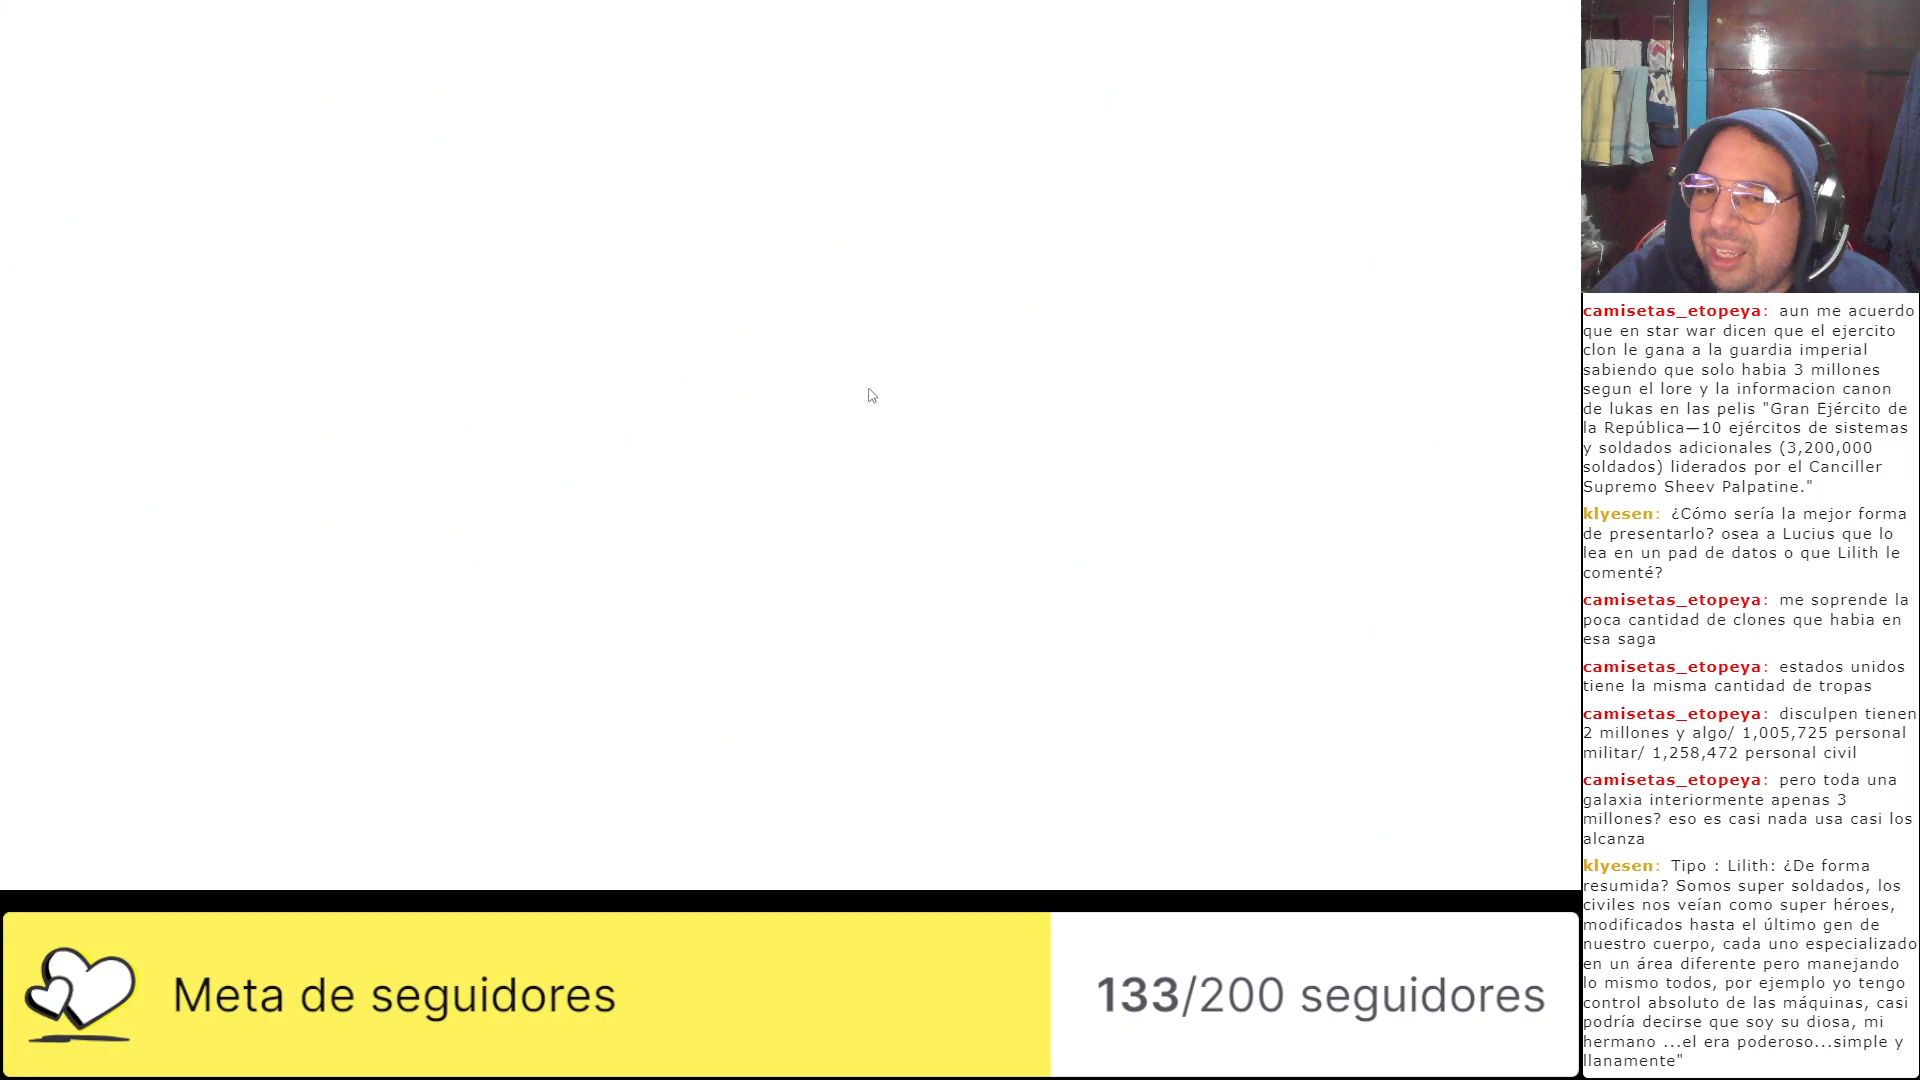 camisetas_etopeya: aun me acuerdo
que en star war dicen que el ejercito
clon le gana a la guardia imperial
sabiendo que solo habia 3 millones
segun el lore y la informacion canon
de lukas en las pelis "Gran Ejército de
la República—10 ejércitos de sistemas
y soldados adicionales (3,200,000
soldados) liderados por el Canciller
Supremo Sheev Palpatine."
klyesen: ¿Cómo sería la mejor forma
de presentarlo? osea a Lucius que lo
lea en un pad de datos o que Lilith le
comenté?
camisetas_etopeya: me soprende la
poca cantidad de clones que habia en
esa saga
camisetas_etopeya: estados unidos
tiene la misma cantidad de tropas
camisetas_etopeya: disculpen tienen
2 millones y algo/ 1,005,725 personal
militar/ 1,258,472 personal civil
camisetas_etopeya: pero toda una
galaxia interiormente apenas 3
millones? eso es casi nada usa casi los
alcanza
klyesen: Tipo : Lilith: ¿De forma
resumida? Somos super soldados, los
civiles nos veían como super héroes,
modificados hasta el último gen de
nuestro cuerpo, cada uno especializado
en un área diferente pero manejando
lo mismo todos, por ejemplo yo tengo
control absoluto de las máquinas, casi
podría decirse que soy su diosa, mi
hermano ...el era poderoso...simple y
llanamente"
Meta de seguidores
133/200 seguidores